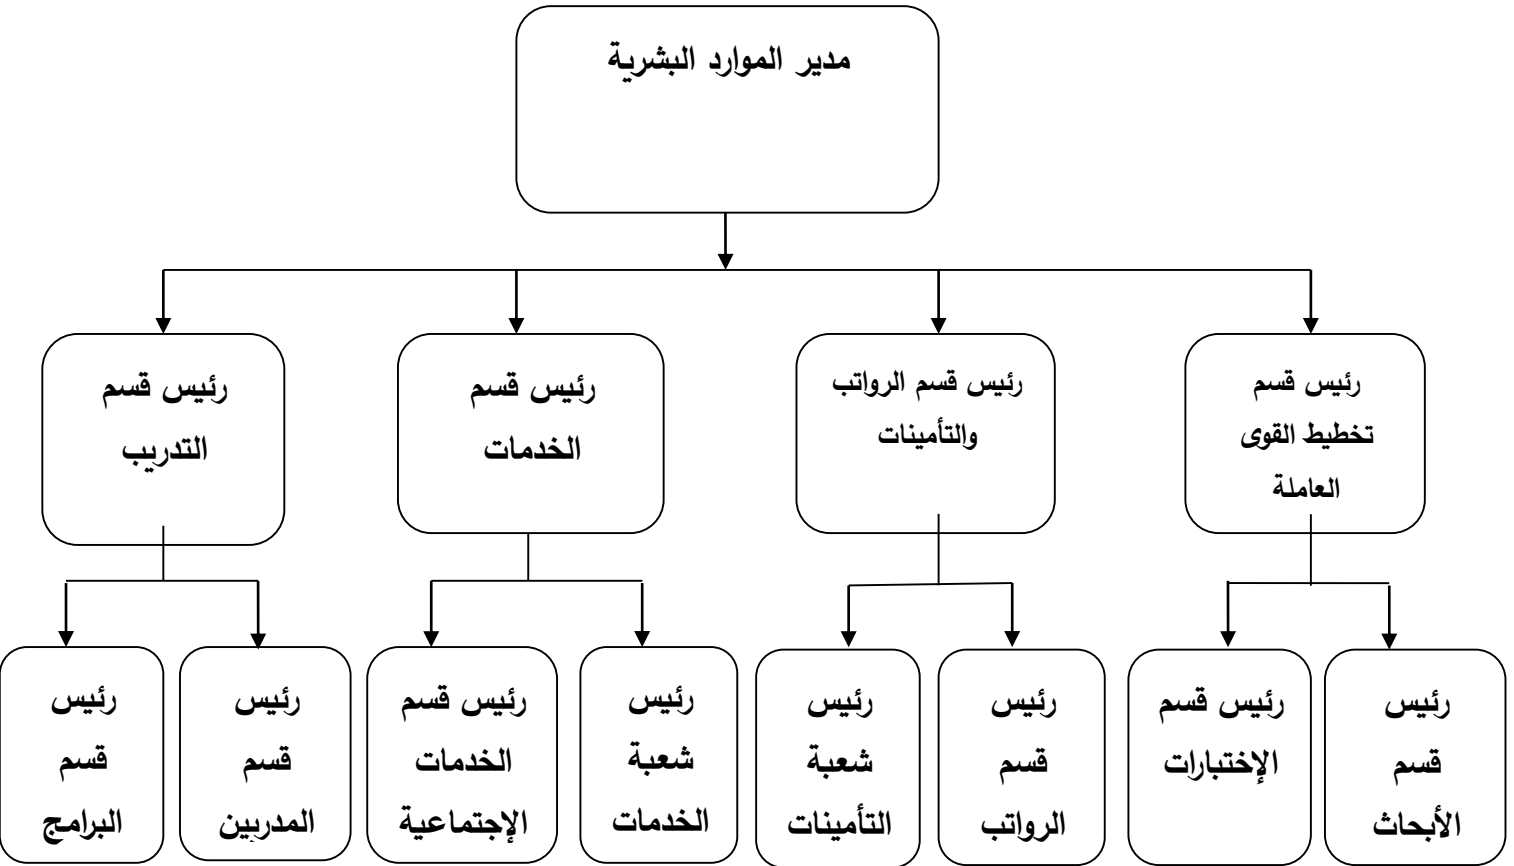 مدير الموارد البشرية
رئيس قسم
تخطيط القوى
العاملة
رئيس قسم الرواتب
والتأمينات
رئيس قسم
الخدمات
رئيس قسم
التدريب
رئيس
قسم
الأبحاث
رئيس قسم
الإختبارات
رئيس
قسم
الرواتب
رئيس
شعبة
التأمينات
رئيس
شعبة
الخدمات
رئيس قسم
الخدمات
الإجتماعية
رئيس
قسم
المدربين
رئيس
قسم
البرامج